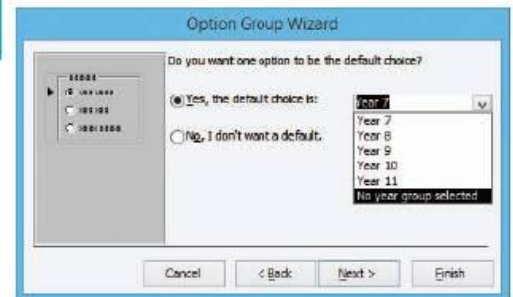 Option Group Wizard
Do you want one option to be the default choice?
Yes, the default choice is:
Year 7
No, I don't want a default.
Year 7
Year 8
Year 9
Year 10
Year 11
No year group selected
Cancel
< Back
Next >
Finish